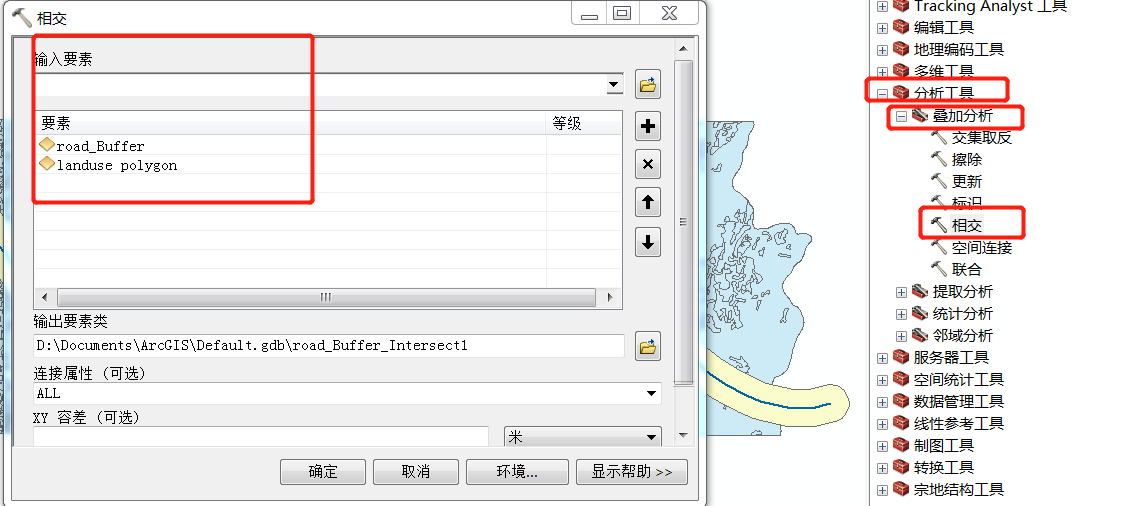 相交
输入要素
要素 等级
road_Buffer
landuse polygon
输出要素类
D:\Documents\ArcGIS\Default.gdb\road_Buffer_Intersect1
连接属性 (可选)
ALL
XY 容差 (可选)
米
确定 取消 环境... 显示帮助 >>
Tracking Analyst 工具
编辑工具
地理编码工具
多维工具
分析工具
叠加分析
交集取反
擦除
更新
标识
相交
空间连接
联合
提取分析
统计分析
邻域分析
服务器工具
空间统计工具
数据管理工具
线性参考工具
制图工具
转换工具
宗地结构工具